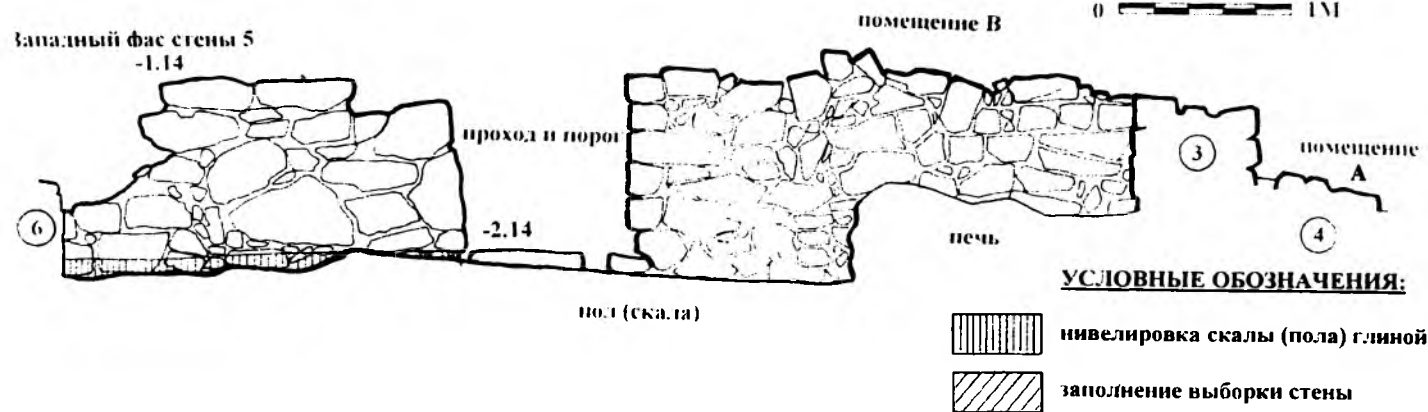 0 1М
помещение В
Западный фас стены 5
-1.14
проход и порог
3
помещение
А
6
-2.14
печь
4
пол (скала)
УСЛОВНЫЕ ОБОЗНАЧЕНИЯ:
нивелировка скалы (пола) глиной
заполнение выборки стены